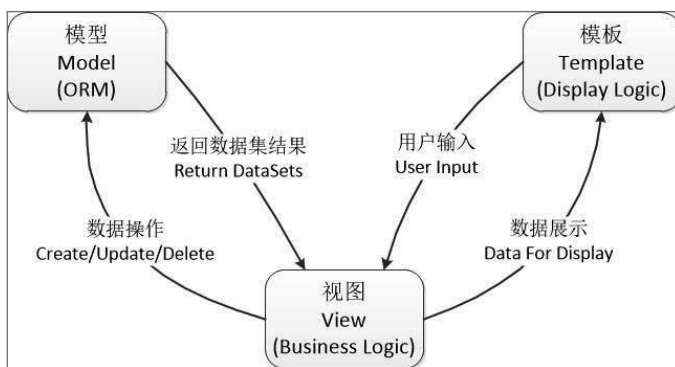 模型
Model
(ORM)
模板
Template
(Display Logic)
返回数据集结果
Return DataSets
用户输入
User Input
数据操作
Create/Update/Delete
数据展示
Data For Display
视图
View
(Business Logic)